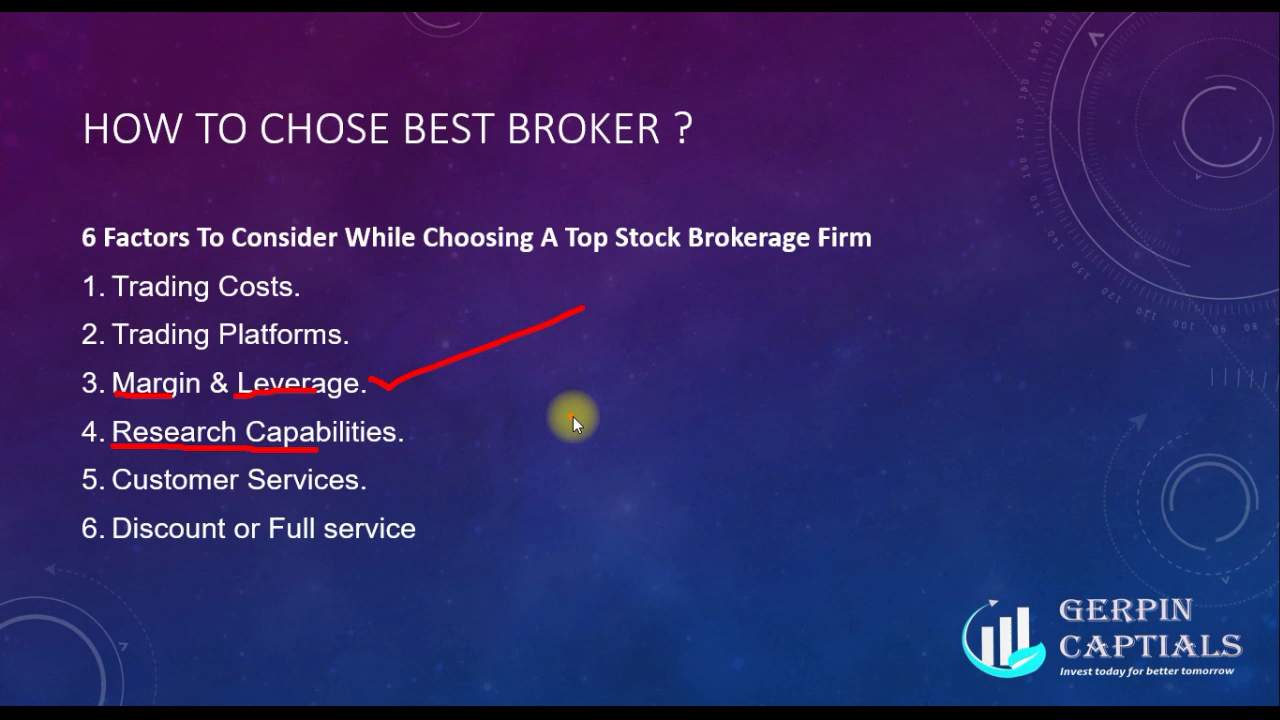 HOW TO CHOSE BEST BROKER ?
6 Factors To Consider While Choosing A Top Stock Brokerage Firm
1. Trading Costs.
2. Trading Platforms.
3. Margin & Leverage.
4. Research Capabilities.
5. Customer Services.
6. Discount or Full service
GERPIN
CAPTIALS
Invest today for better tomorrow